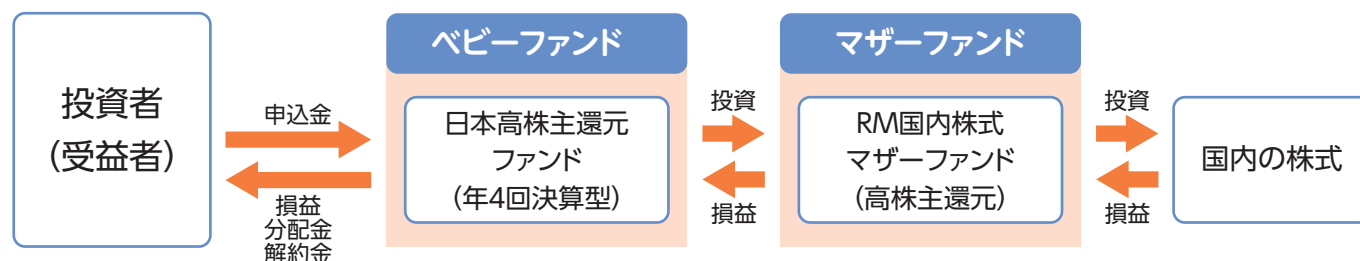 投資者
(受益者)
申込金
損益
分配金
解約金
ベビーファンド
日本高株主還元
ファンド
(年4回決算型)
投資
損益
マザーファンド
RM国内株式
マザーファンド
(高株主還元)
投資
損益
国内の株式